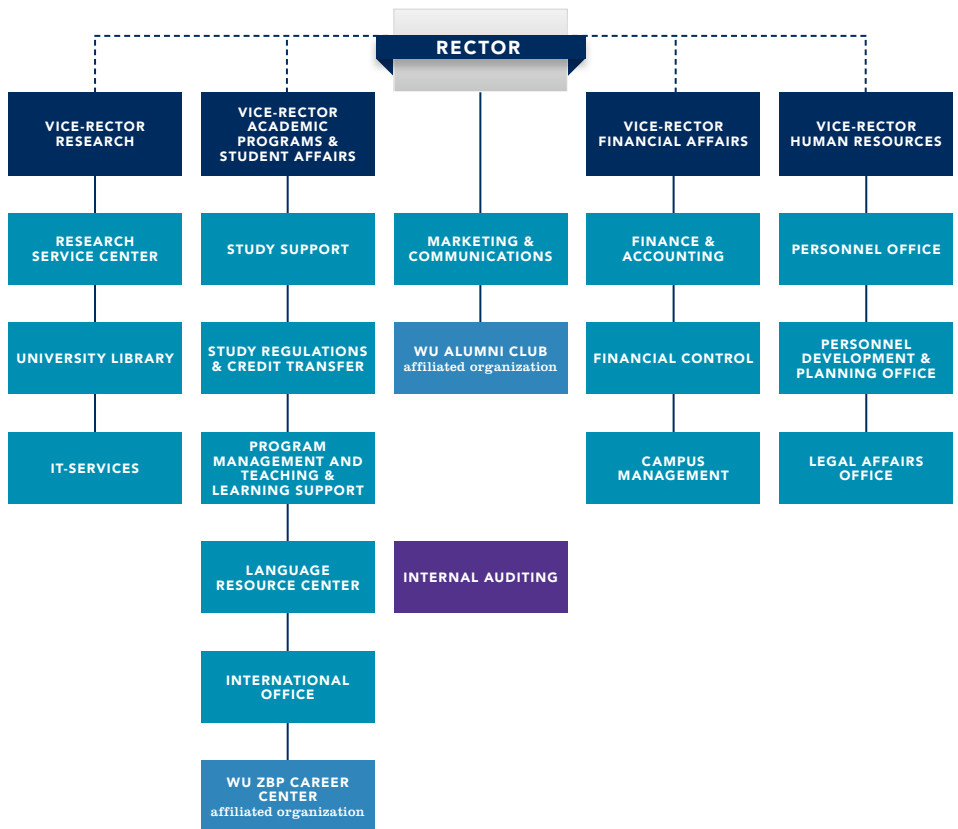 RECTOR
VICE-RECTOR
RESEARCH
VICE-RECTOR
ACADEMIC
PROGRAMS &
STUDENT AFFAIRS
VICE-RECTOR
FINANCIAL AFFAIRS
VICE-RECTOR
HUMAN RESOURCES
RESEARCH
SERVICE CENTER
STUDY SUPPORT
MARKETING &
COMMUNICATIONS
FINANCE &
ACCOUNTING
PERSONNEL OFFICE
UNIVERSITY LIBRARY
STUDY REGULATIONS
& CREDIT TRANSFER
WU ALUMNI CLUB
affiliated organization
FINANCIAL CONTROL
PERSONNEL
DEVELOPMENT &
PLANNING OFFICE
IT-SERVICES
PROGRAM
MANAGEMENT AND
TEACHING &
LEARNING SUPPORT
CAMPUS
MANAGEMENT
LEGAL AFFAIRS
OFFICE
LANGUAGE
RESOURCE CENTER
INTERNAL AUDITING
INTERNATIONAL
OFFICE
WU ZBP CAREER
CENTER
affiliated organization